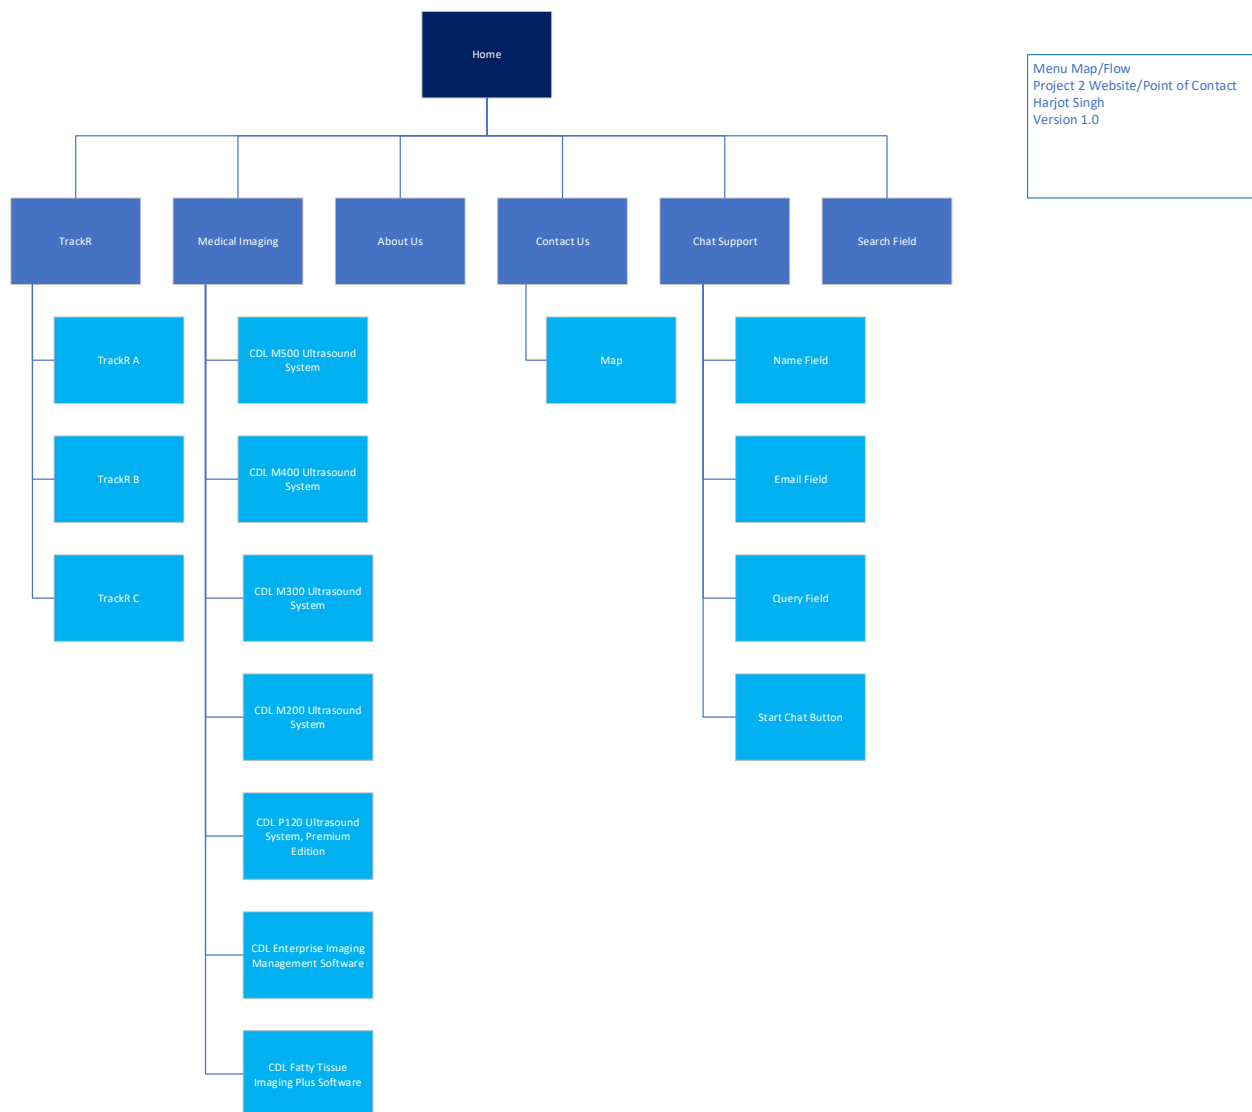 Home
Menu Map/Flow
Project 2 Website/Point of Contact
Harjot Singh
Version 1.0
TrackR
Medical Imaging
About Us
Contact Us
Chat Support
Search Field
TrackR A
TrackR B
TrackR C
CDL M500 Ultrasound
System
CDL M400 Ultrasound
System
CDL M300 Ultrasound
System
CDL M200 Ultrasound
System
CDL P120 Ultrasound
System, Premium
Edition
CDL Enterprise Imaging
Management Software
CDL Fatty Tissue
Imaging Plus Software
Map
Name Field
Email Field
Query Field
Start Chat Button